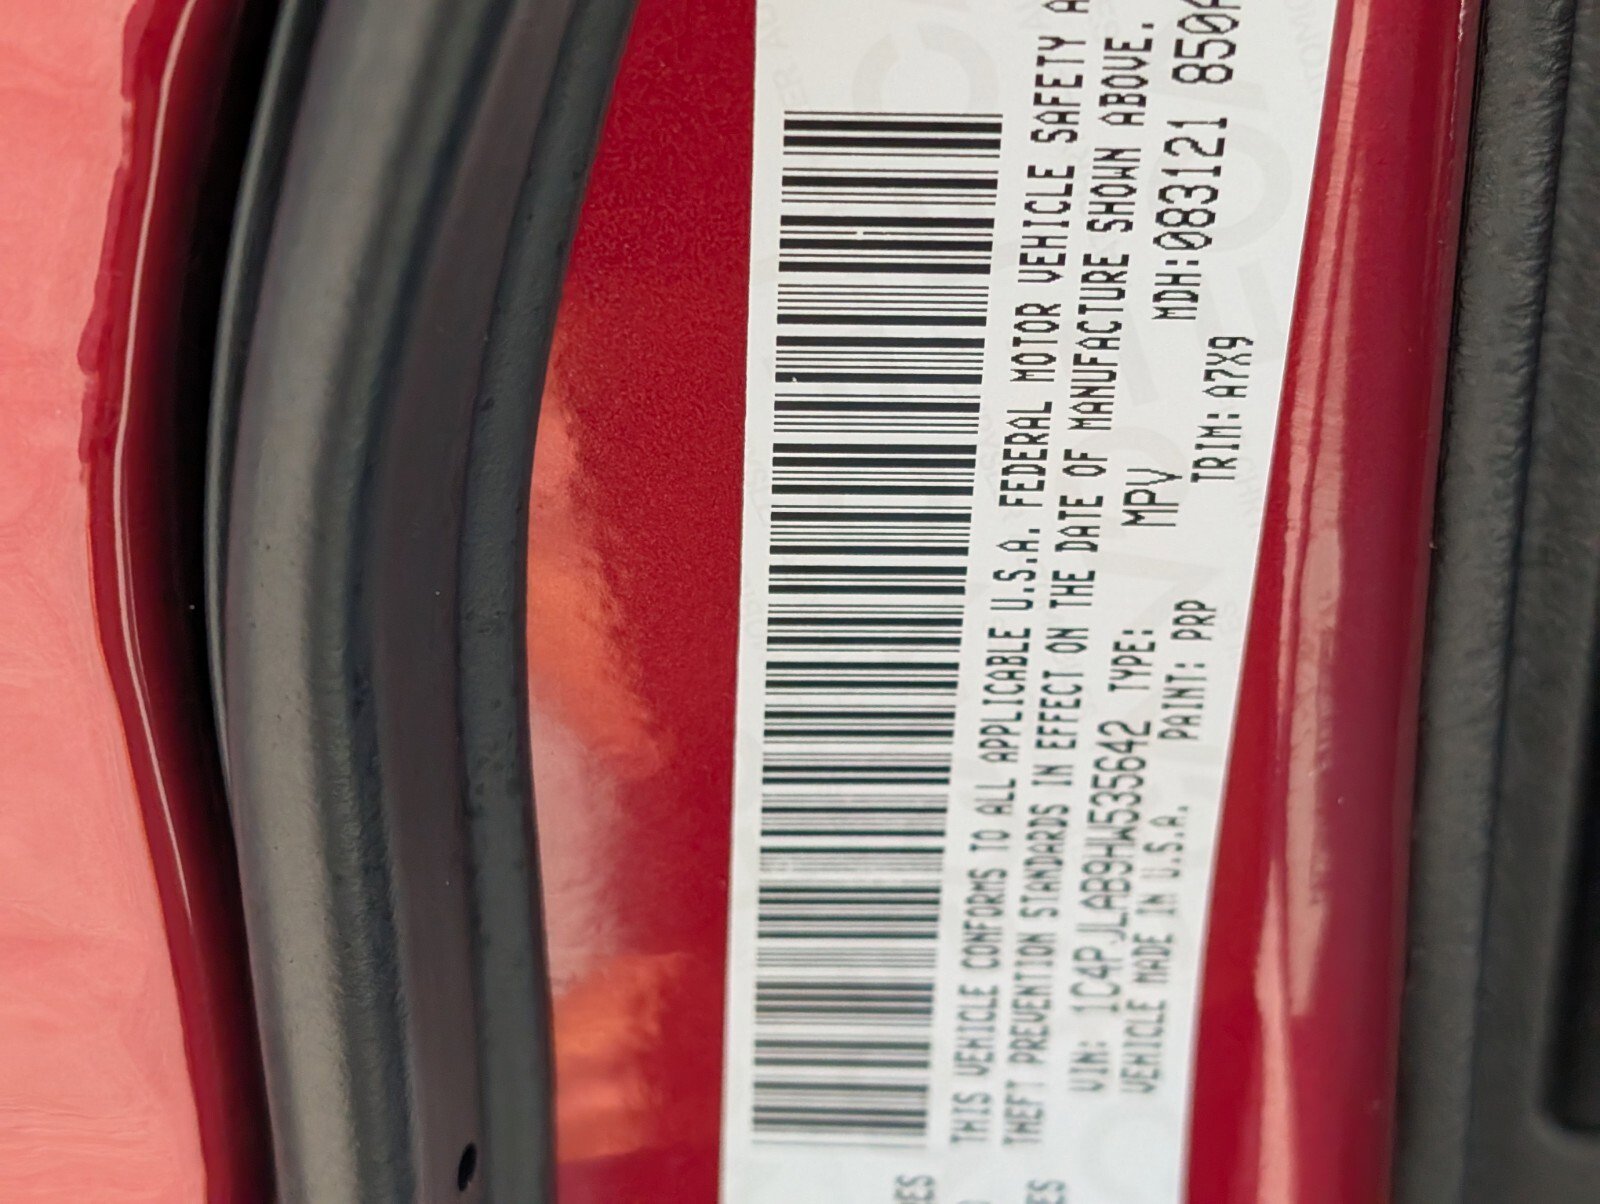 THIS VEHICLE CONFORMS TO ALL APPLICABLE U.S.A. FEDERAL MOTOR VEHICLE SAFETY
THEFT PREVENTION STANDARDS IN EFFECT ON THE DATE OF MANUFACTURE SHOWN ABOVE.
VIN: 1C4PJLAB9HW535642 TYPE: MPV MDH:083121 850
VEHICLE MADE IN U.S.A. PAINT: PRP TRIM: A7X9